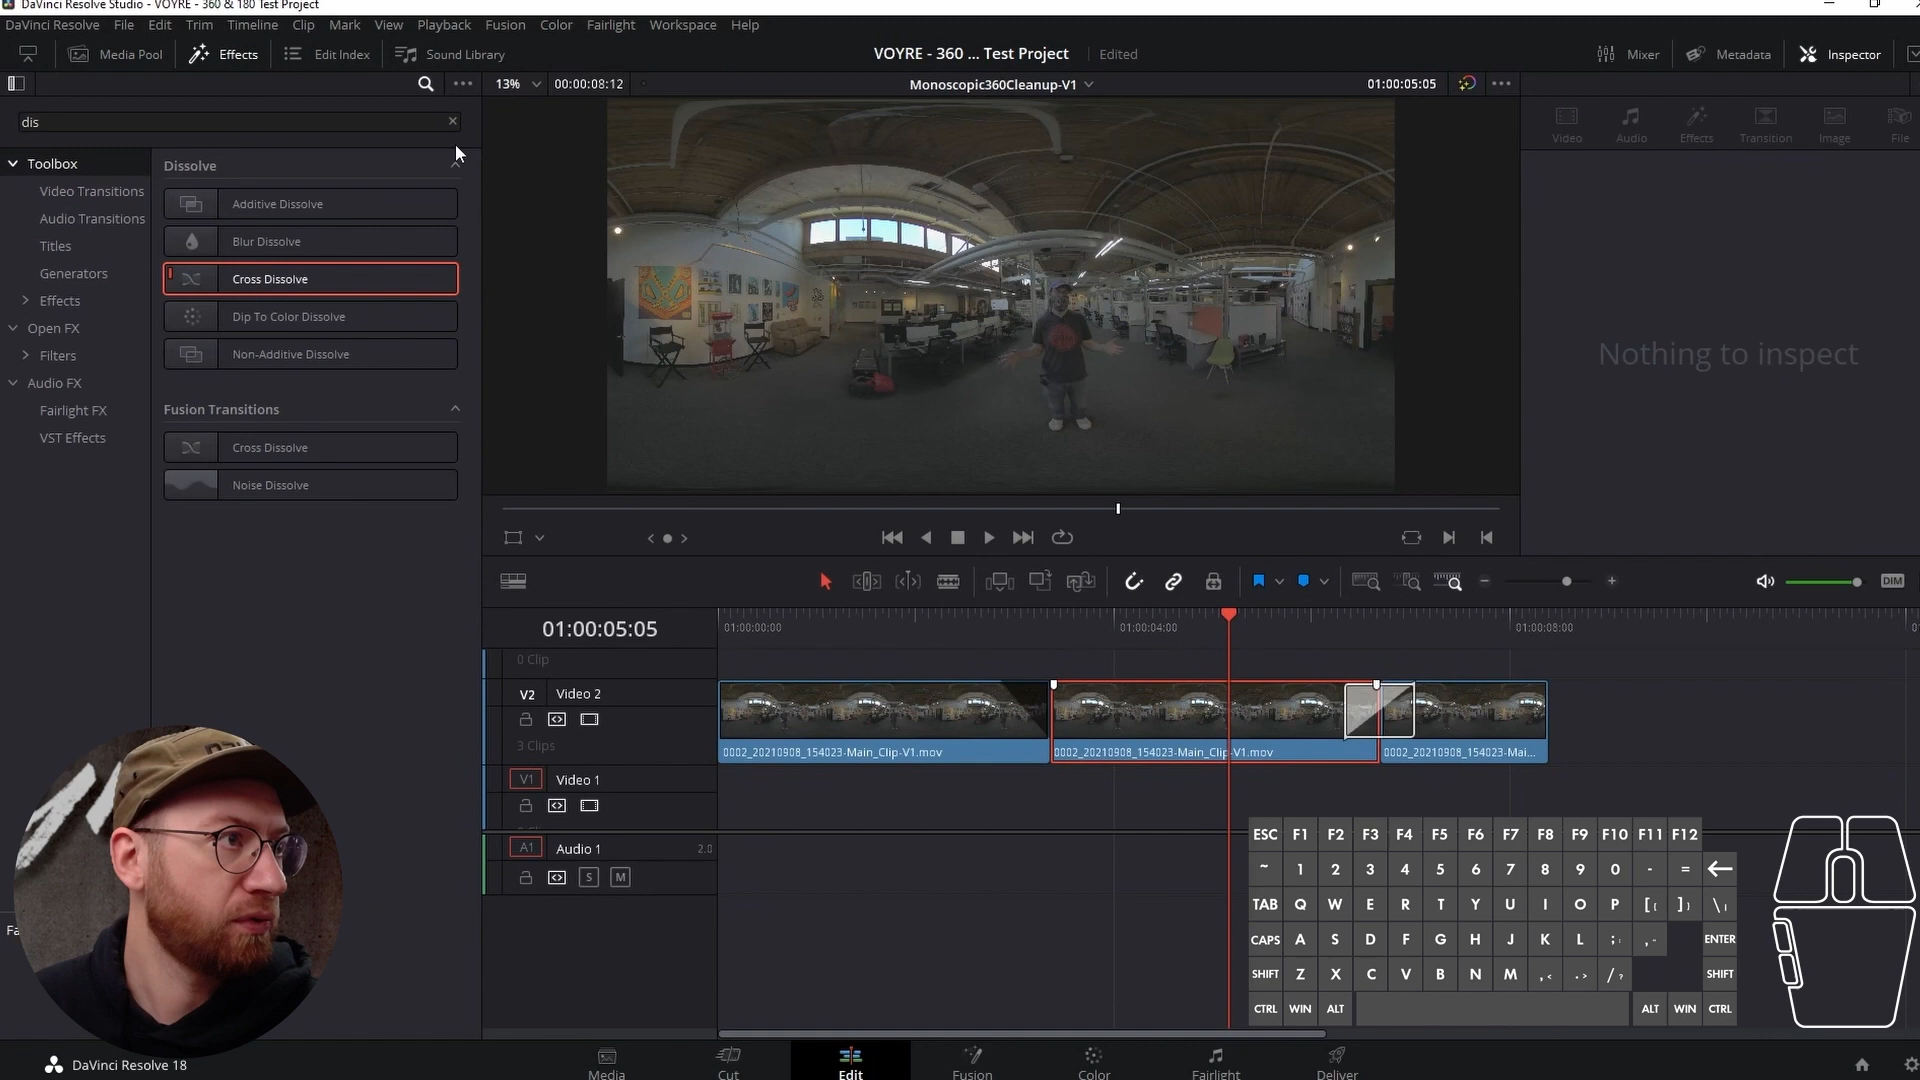 DaVinci Resolve Studio - VOYRE - 360 & 180 Test Project
DaVinci Resolve File Edit Trim Timeline Clip Mark View Playback Fusion Color Fairlight Workspace Help
Media Pool Effects Edit Index Sound Library VOYRE - 360 ... Test Project Edited Mixer Metadata Inspector
13% 00:00:08:12 Monoscopic360Cleanup-V1 01:00:05:05
dis
Video Audio Effects Transition Image File
Toolbox
Video Transitions
Audio Transitions
Titles
Generators
Effects
Open FX
Filters
Audio FX
Fairlight FX
VST Effects
Dissolve
Additive Dissolve
Blur Dissolve
Cross Dissolve
Dip To Color Dissolve
Non-Additive Dissolve
Fusion Transitions
Cross Dissolve
Noise Dissolve
Nothing to inspect
DIM
01:00:05:05
01:00:00:00 01:00:04:00 01:00:08:00
0 Clip
V2 Video 2
3 Clips
0002_20210908_154023-Main_Clip-V1.mov 0002_20210908_154023-Main_Clip-V1.mov 0002_20210908_154023-Mai...
V1 Video 1
A1 Audio 1 2.0
S M
ESC F1 F2 F3 F4 F5 F6 F7 F8 F9 F10 F11 F12
~ 1 2 3 4 5 6 7 8 9 0 - =
TAB Q W E R T Y U I O P [{ ]} \|
CAPS A S D F G H J K L ;: ENTER
SHIFT Z X C V B N M ,< .> /? SHIFT
CTRL WIN ALT ALT WIN CTRL
Fa
DaVinci Resolve 18
Media Cut Edit Fusion Color Fairlight Deliver